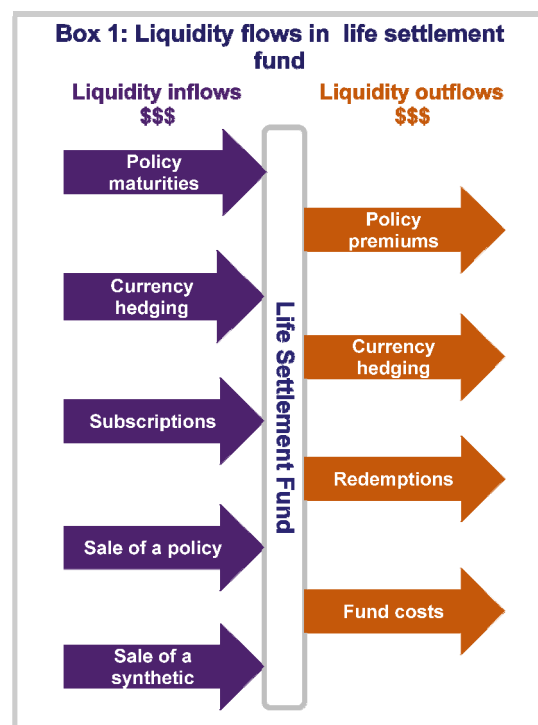 Box 1: Liquidity flows in life settlement
fund
Liquidity inflows
$$$
Liquidity outflows
$$$
Policy
maturities
Currency
hedging
Subscriptions
Sale of a policy
Sale of a
synthetic
Life Settlement Fund
Policy
premiums
Currency
hedging
Redemptions
Fund costs